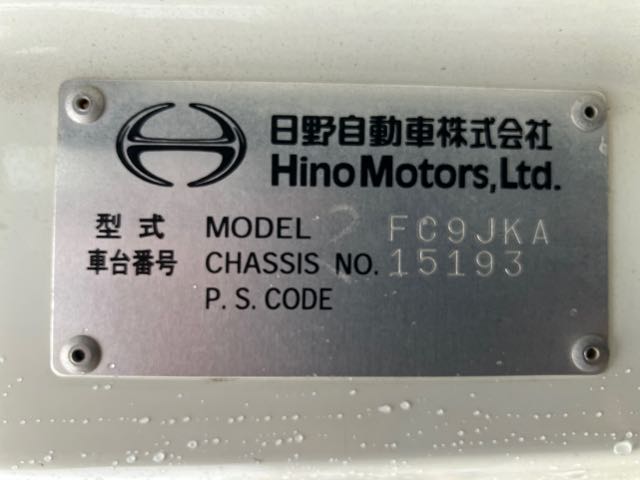 日野自動車株式会社
Hino Motors, Ltd.
型式 MODEL FC9JKA
車台番号 CHASSIS NO. 15193
P. S. CODE